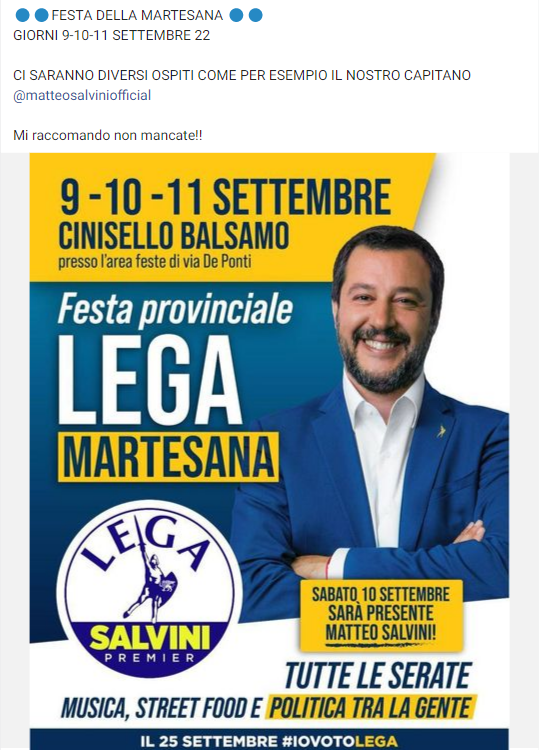 🔵🔵FESTA DELLA MARTESANA 🔵🔵
GIORNI 9-10-11 SETTEMBRE 22
CI SARANNO DIVERSI OSPITI COME PER ESEMPIO IL NOSTRO CAPITANO
@matteosalviniofficial
Mi raccomando non mancate!!
9 -10 -11 SETTEMBRE
CINISELLO BALSAMO
presso l'area feste di via De Ponti
Festa provinciale
LEGA
MARTESANA
LEGA
SALVINI
PREMIER
SABATO 10 SETTEMBRE
SARÀ PRESENTE
MATTEO SALVINI!
TUTTE LE SERATE
MUSICA, STREET FOOD E POLITICA TRA LA GENTE
IL 25 SETTEMBRE #IOVOTOLEGA